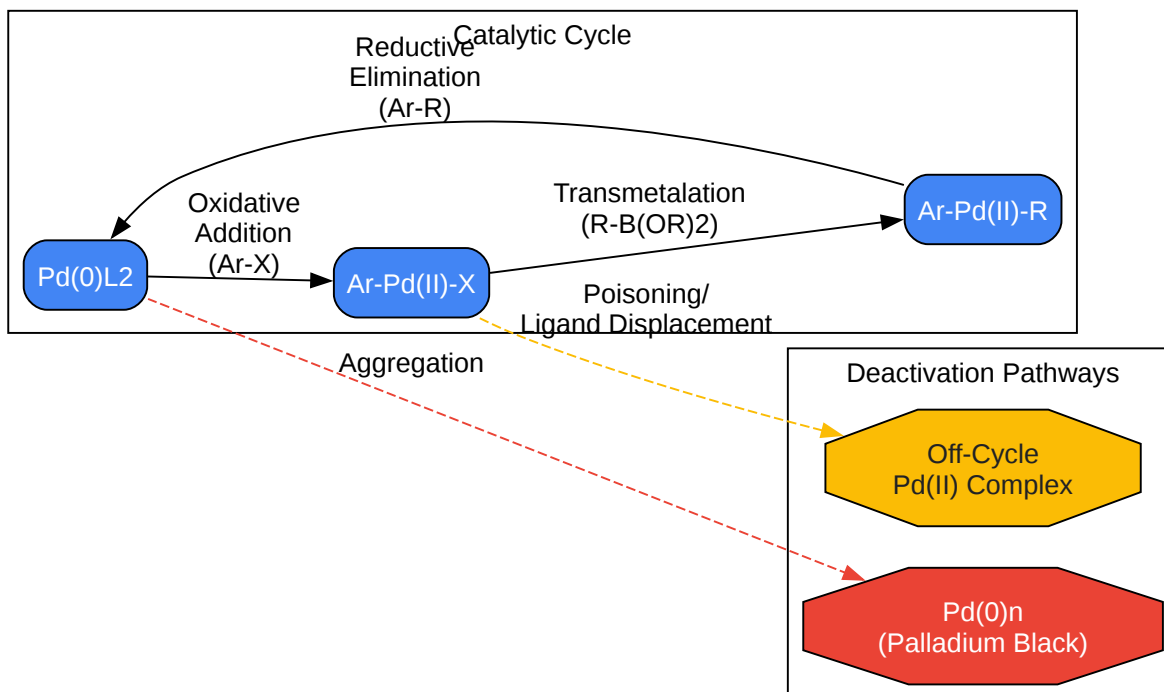 Catalytic Cycle
Reductive
Elimination
(Ar-R)
Oxidative
Addition
(Ar-X)
Transmetalation
(R-B(OR)2)
Ar-Pd(II)-R
Pd(0)L2
Ar-Pd(II)-X
Poisoning/
Ligand Displacement
Aggregation
Deactivation Pathways
Off-Cycle
Pd(II) Complex
Pd(0)n
(Palladium Black)